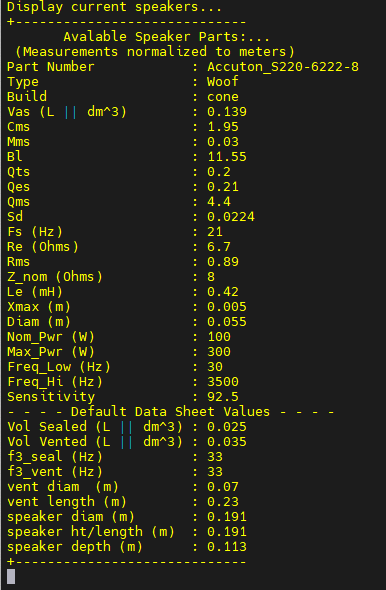 Display current speakers...
+-----------------------------
Avalable Speaker Parts:...
(Measurements normalized to meters)
Part Number : Accuton_S220-6222-8
Type : Woof
Build : cone
Vas (L || dm^3) : 0.139
Cms : 1.95
Mms : 0.03
Bl : 11.55
Qts : 0.2
Qes : 0.21
Qms : 4.4
Sd : 0.0224
Fs (Hz) : 21
Re (Ohms) : 6.7
Rms : 0.89
Z_nom (Ohms) : 8
Le (mH) : 0.42
Xmax (m) : 0.005
Diam (m) : 0.055
Nom_Pwr (W) : 100
Max_Pwr (W) : 300
Freq_Low (Hz) : 30
Freq_Hi (Hz) : 3500
Sensitivity : 92.5
- - - - Default Data Sheet Values - - - -
Vol Sealed (L || dm^3) : 0.025
Vol Vented (L || dm^3) : 0.035
f3_seal (Hz) : 33
f3_vent (Hz) : 33
vent diam  (m) : 0.07
vent length (m) : 0.23
speaker diam (m) : 0.191
speaker ht/length (m) : 0.191
speaker depth (m) : 0.113
+-----------------------------